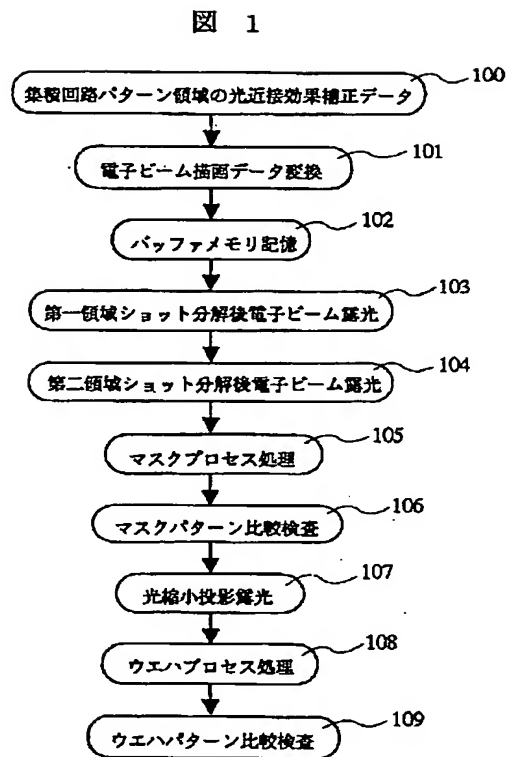 図 1
集積回路パターン領域の光近接効果補正データ
100
電子ビーム描画データ変換
101
バッファメモリ記憶
102
第一領域ショット分解後電子ビーム露光
103
第二領域ショット分解後電子ビーム露光
104
マスクプロセス処理
105
マスクパターン比較検査
106
光縮小投影露光
107
ウエハプロセス処理
108
ウエハパターン比較検査
109